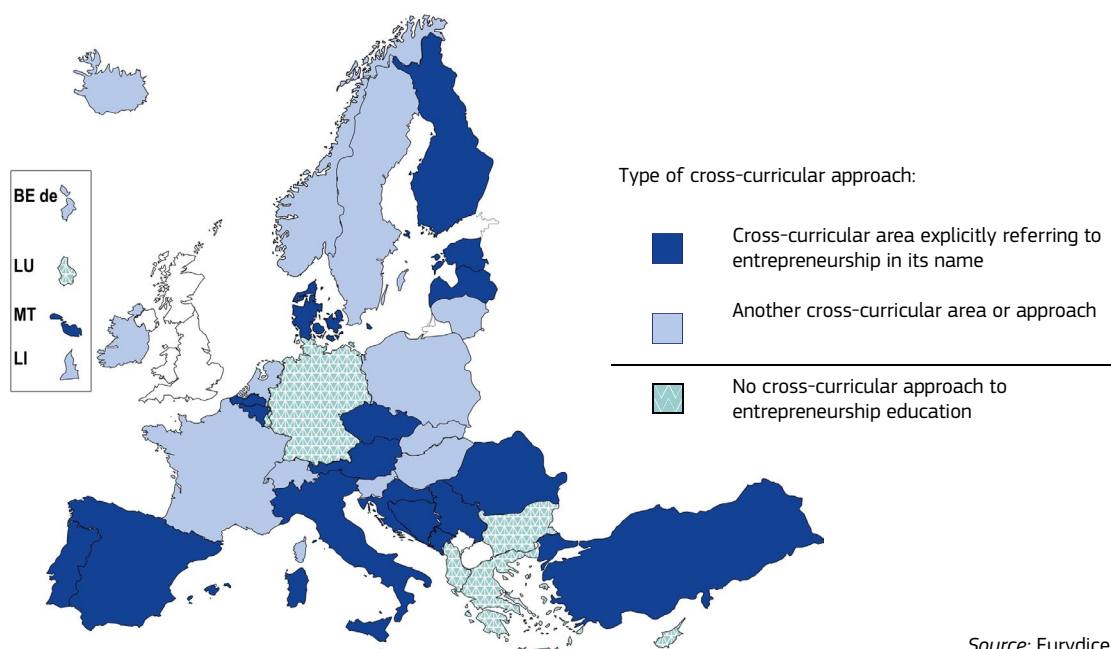 BE de
LU
MT
LI
Type of cross-curricular approach:
Cross-curricular area explicitly referring to
entrepreneurship in its name
Another cross-curricular area or approach
No cross-curricular approach to
entrepreneurship education
Source: Eurydice